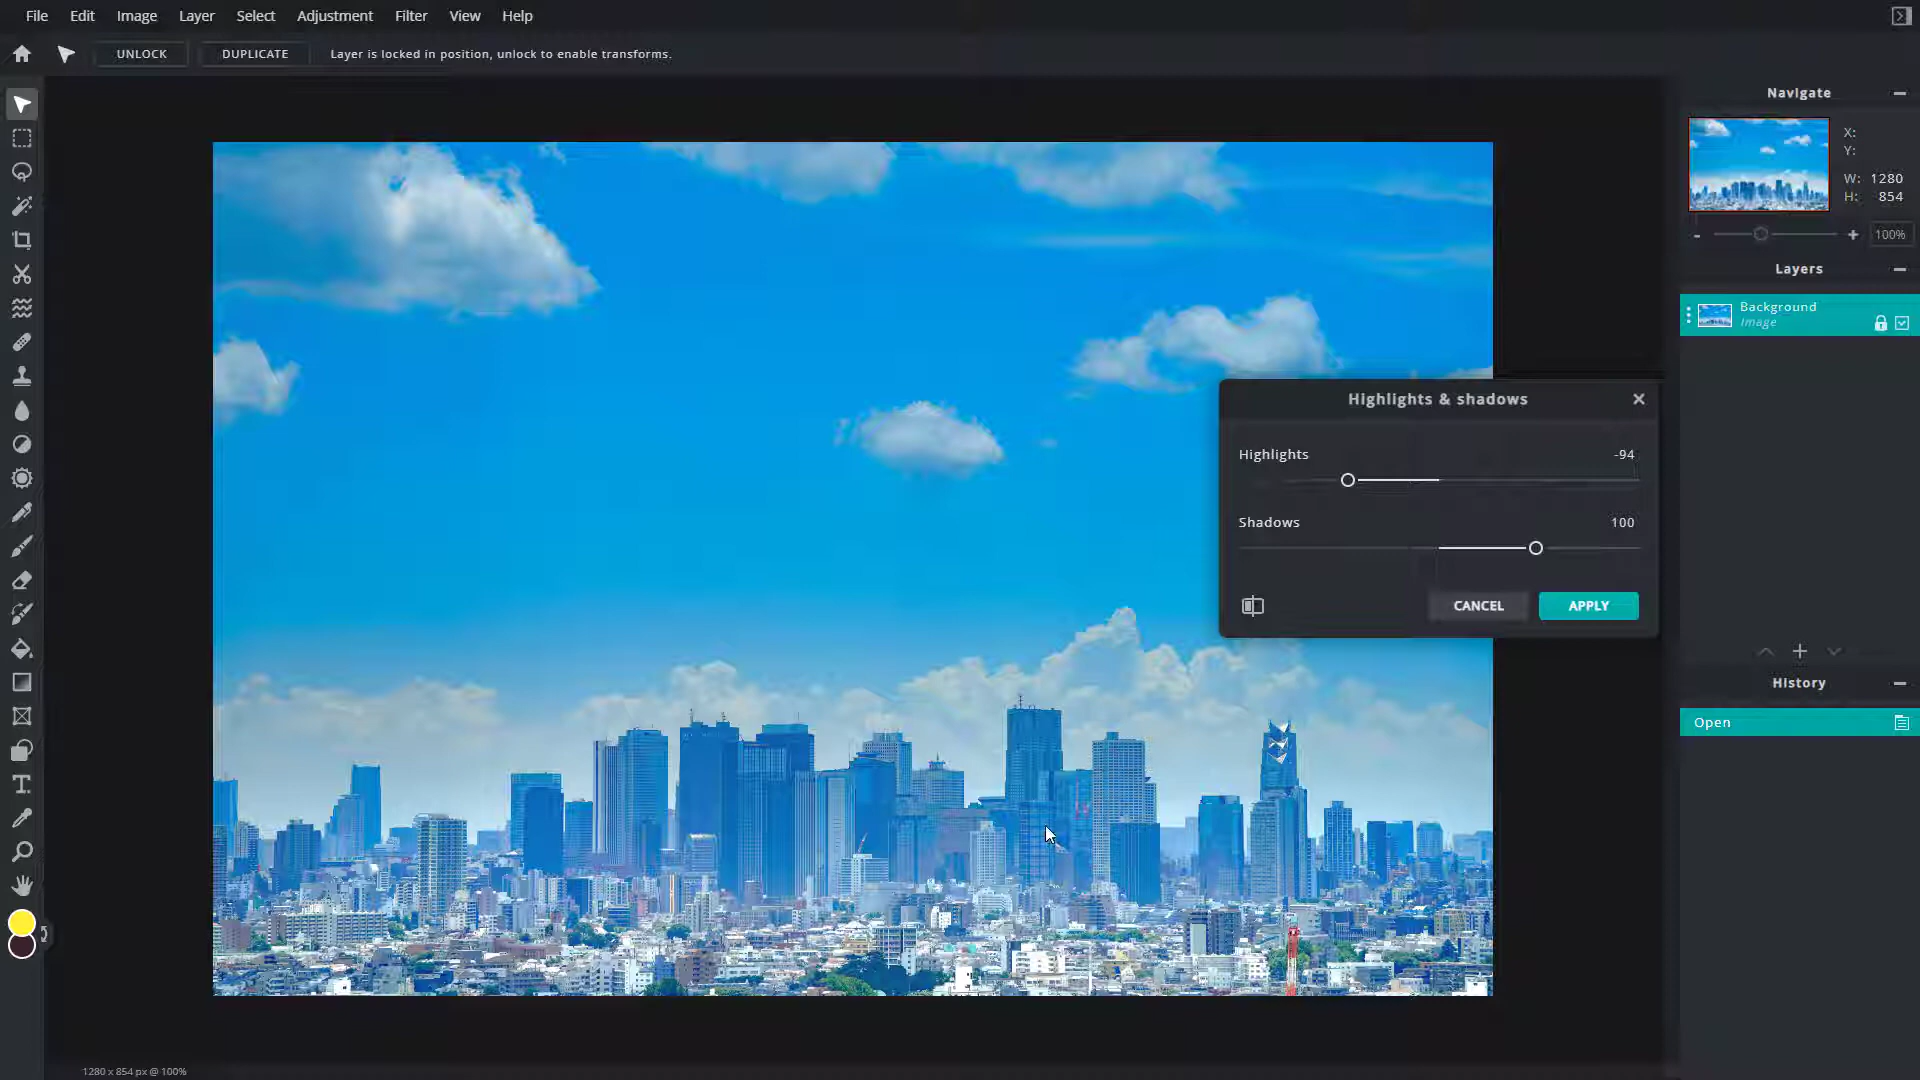 File Edit Image Layer Select Adjustment Filter View Help
UNLOCK DUPLICATE Layer is locked in position, unlock to enable transforms.
Navigate
X:
Y:
W: 1280
H: 854
- + 100%
Layers
Background
Image
Highlights & shadows
Highlights -94
Shadows 100
CANCEL APPLY
History
Open
1280 x 854 px @ 100%